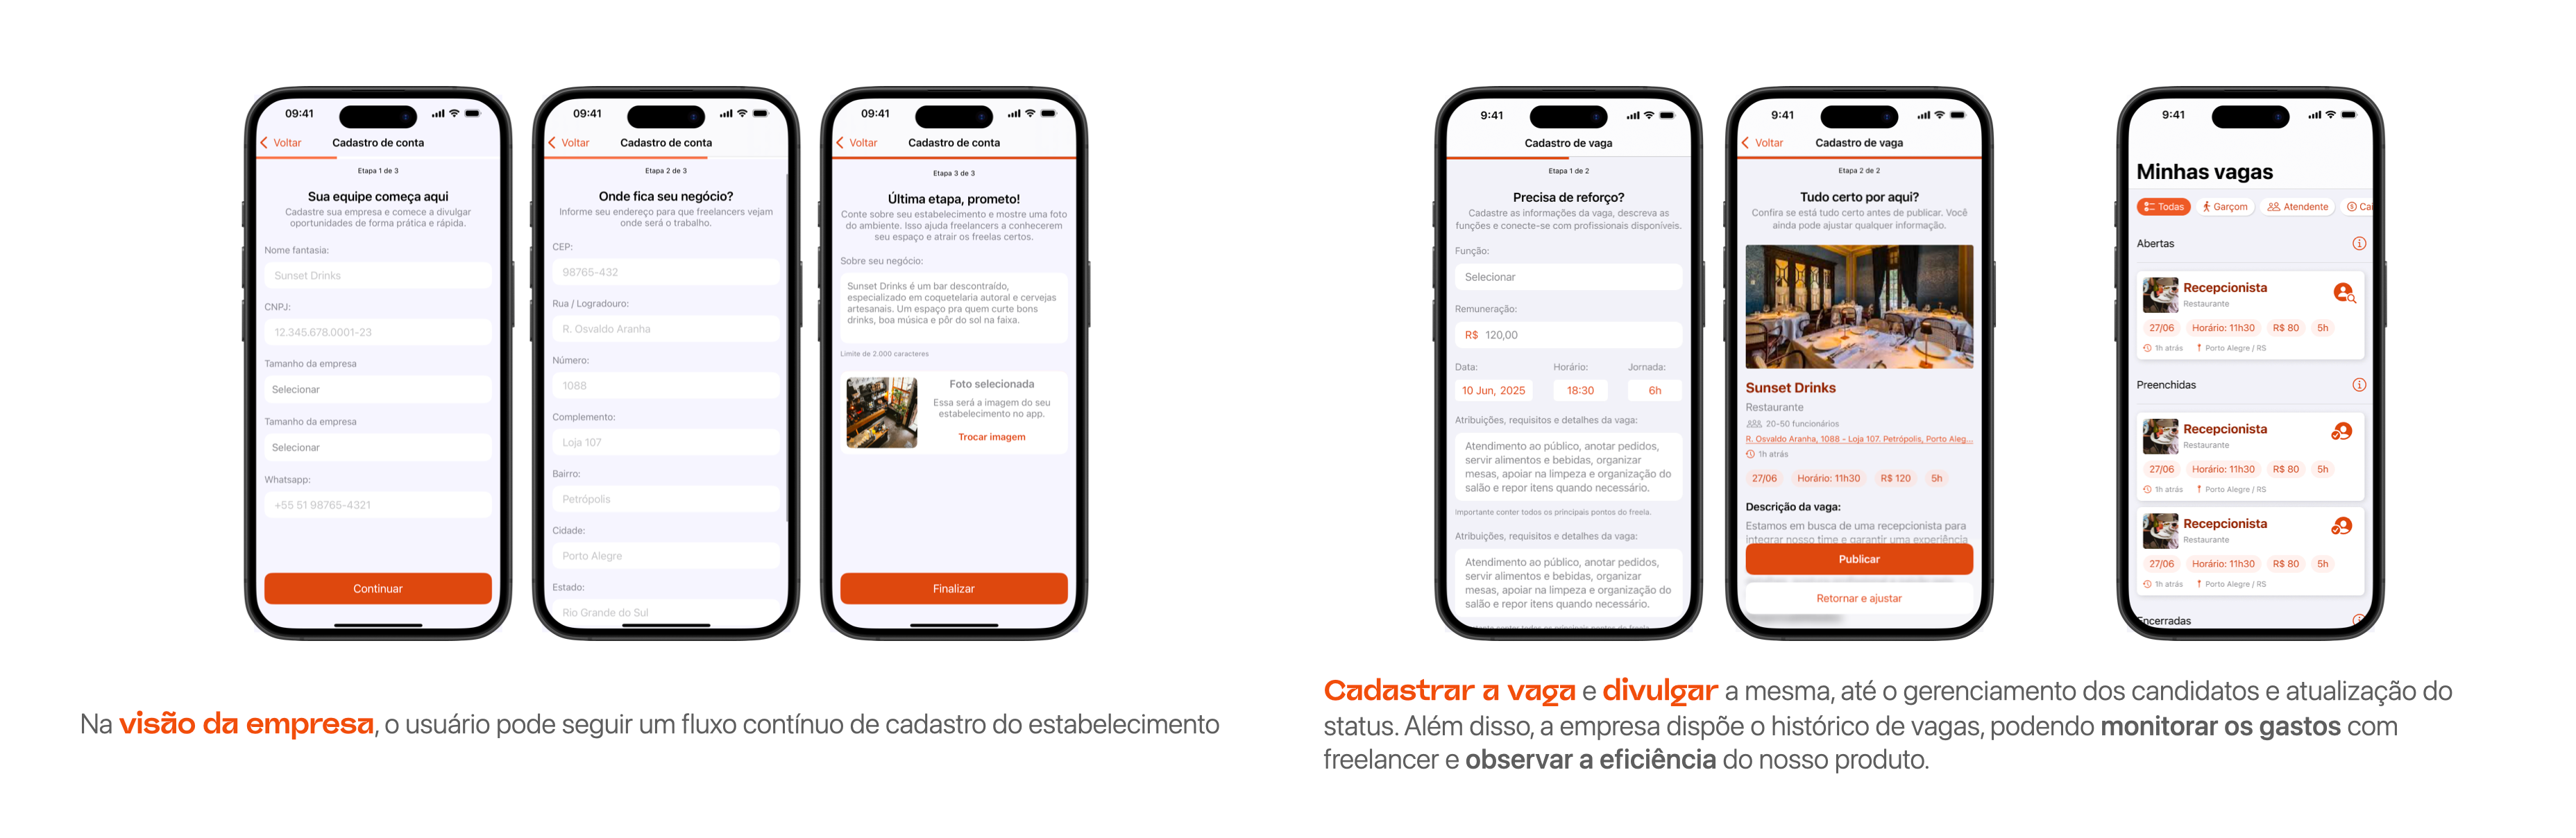 09:41
Voltar
Cadastro de conta
Etapa 1 de 3
Sua equipe começa aqui
Cadastre sua empresa e comece a divulgar
oportunidades de forma prática e rápida.
Nome fantasia:
Sunset Drinks
CNPJ:
12.345.678.0001-23
Tamanho da empresa
Selecionar
Tamanho da empresa
Selecionar
Whatsapp:
+55 51 98765-4321
Continuar
09:41
Voltar
Cadastro de conta
Etapa 2 de 3
Onde fica seu negócio?
Informe seu endereço para que freelancers vejam
onde será o trabalho.
CEP:
98765-432
Rua / Logradouro:
R. Osvaldo Aranha
Número:
1088
Complemento:
Loja 107
Bairro:
Petrópolis
Cidade:
Porto Alegre
Estado:
Rio Grande do Sul
09:41
Voltar
Cadastro de conta
Etapa 3 de 3
Última etapa, prometo!
Conte sobre seu estabelecimento e mostre uma foto
do ambiente. Isso ajuda freelancers a conhecerem
seu espaço e atrair os freelas certos.
Sobre seu negócio:
Sunset Drinks é um bar descontraído,
especializado em coquetelaria autoral e cervejas
artesanais. Um espaço pra quem curte bons
drinks, boa música e pôr do sol na faixa.
Limite de 2.000 caracteres
Foto selecionada
Essa será a imagem do seu
estabelecimento no app.
Trocar imagem
Finalizar
Na visão da empresa, o usuário pode seguir um fluxo contínuo de cadastro do estabelecimento
9:41
Cadastro de vaga
Etapa 1 de 2
Precisa de reforço?
Cadastre as informações da vaga, descreva as
funções e conecte-se com profissionais disponíveis.
Função:
Selecionar
Remuneração:
R$ 120,00
Data: Horário: Jornada:
10 Jun, 2025 18:30 6h
Atribuições, requisitos e detalhes da vaga:
Atendimento ao público, anotar pedidos,
servir alimentos e bebidas, organizar
mesas, apoiar na limpeza e organização do
salão e repor itens quando necessário.
Importante conter todos os principais pontos do freela.
Atribuições, requisitos e detalhes da vaga:
Atendimento ao público, anotar pedidos,
servir alimentos e bebidas, organizar
mesas, apoiar na limpeza e organização do
salão e repor itens quando necessário.
9:41
Voltar
Cadastro de vaga
Etapa 2 de 2
Tudo certo por aqui?
Confira se está tudo certo antes de publicar. Você
ainda pode ajustar qualquer informação.
Sunset Drinks
Restaurante
20-50 funcionários
R. Osvaldo Aranha, 1088 - Loja 107. Petrópolis, Porto Aleg...
1h atrás
27/06 Horário: 11h30 R$ 120 5h
Descrição da vaga:
Estamos em busca de uma recepcionista para
integrar nosso time e garantir uma experiência
Publicar
Retornar e ajustar
9:41
Minhas vagas
Todas Garçom Atendente Cai
Abertas
Recepcionista
Restaurante
27/06 Horário: 11h30 R$ 80 5h
1h atrás Porto Alegre / RS
Preenchidas
Recepcionista
Restaurante
27/06 Horário: 11h30 R$ 80 5h
1h atrás Porto Alegre / RS
Recepcionista
Restaurante
27/06 Horário: 11h30 R$ 80 5h
1h atrás Porto Alegre / RS
Encerradas
Cadastrar a vaga e divulgar a mesma, até o gerenciamento dos candidatos e atualização do
status. Além disso, a empresa dispõe o histórico de vagas, podendo monitorar os gastos com
freelancer e observar a eficiência do nosso produto.